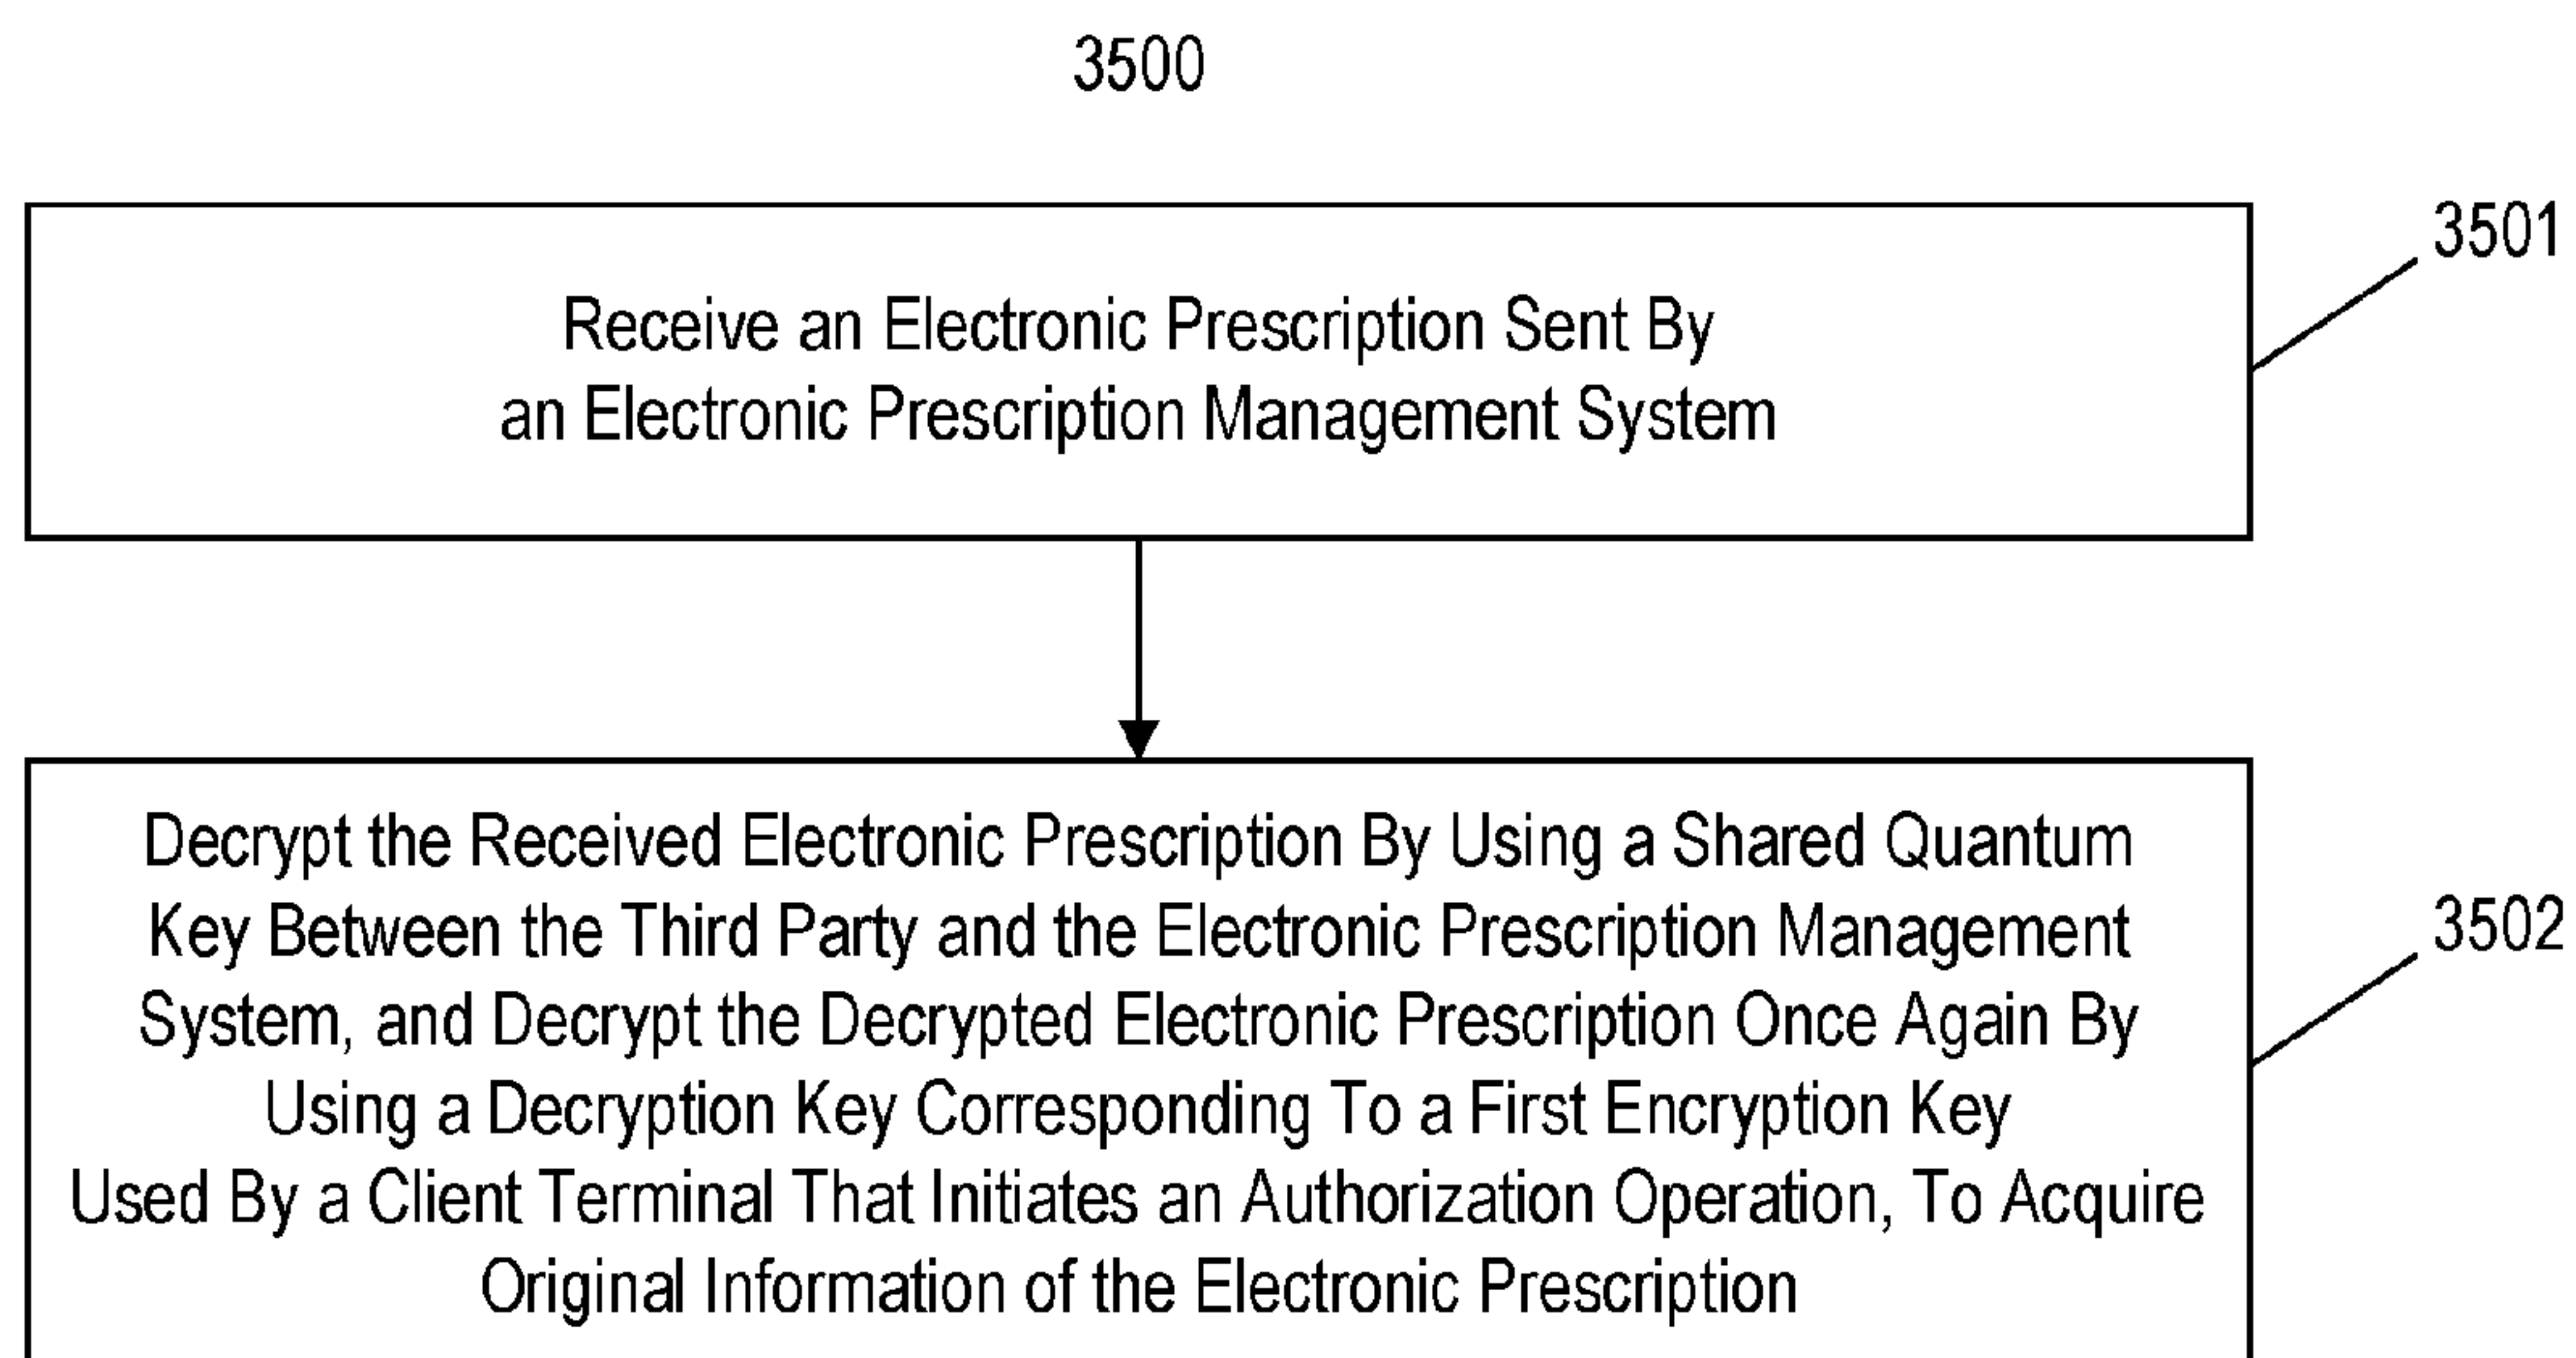 3500
3501
Receive an Electronic Prescription Sent By
an Electronic Prescription Management System
Decrypt the Received Electronic Prescription By Using a Shared Quantum
Key Between the Third Party and the Electronic Prescription Management
3502
System, and Decrypt the Decrypted Electronic Prescription Once Again By
Using a Decryption Key Corresponding To a First Encryption Key
Used By a Client Terminal That Initiates an Authorization Operation, To Acquire
Original Information of the Electronic Prescription